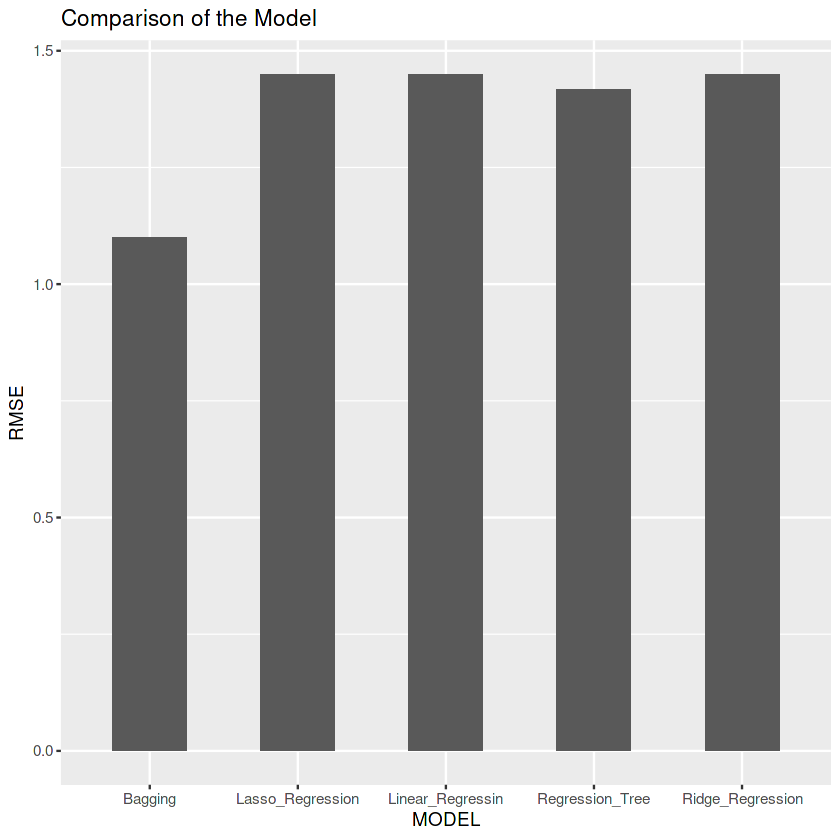 Comparison of the Model
1.5
1.0
0.5
0.0
RMSE
Bagging
Lasso_Regression
Linear_Regressin
Regression_Tree
Ridge_Regression
MODEL